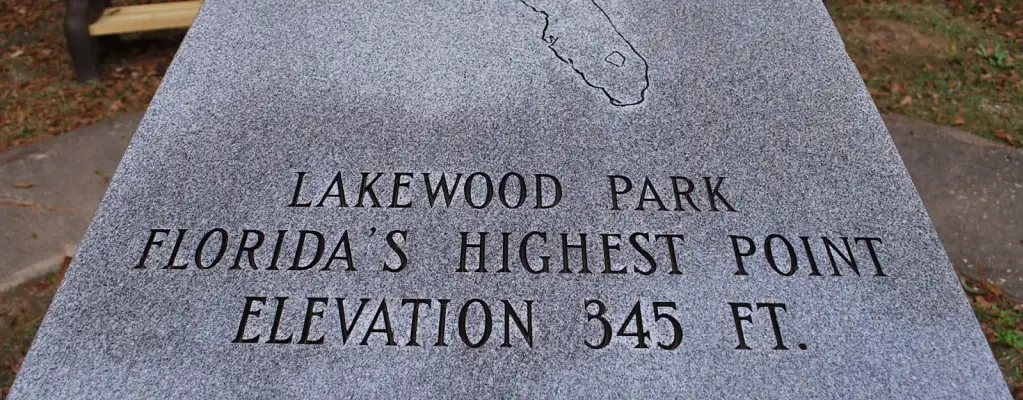 LAKEWOOD PARK
FLORIDA'S HIGHEST POINT
ELEVATION 345 FT.